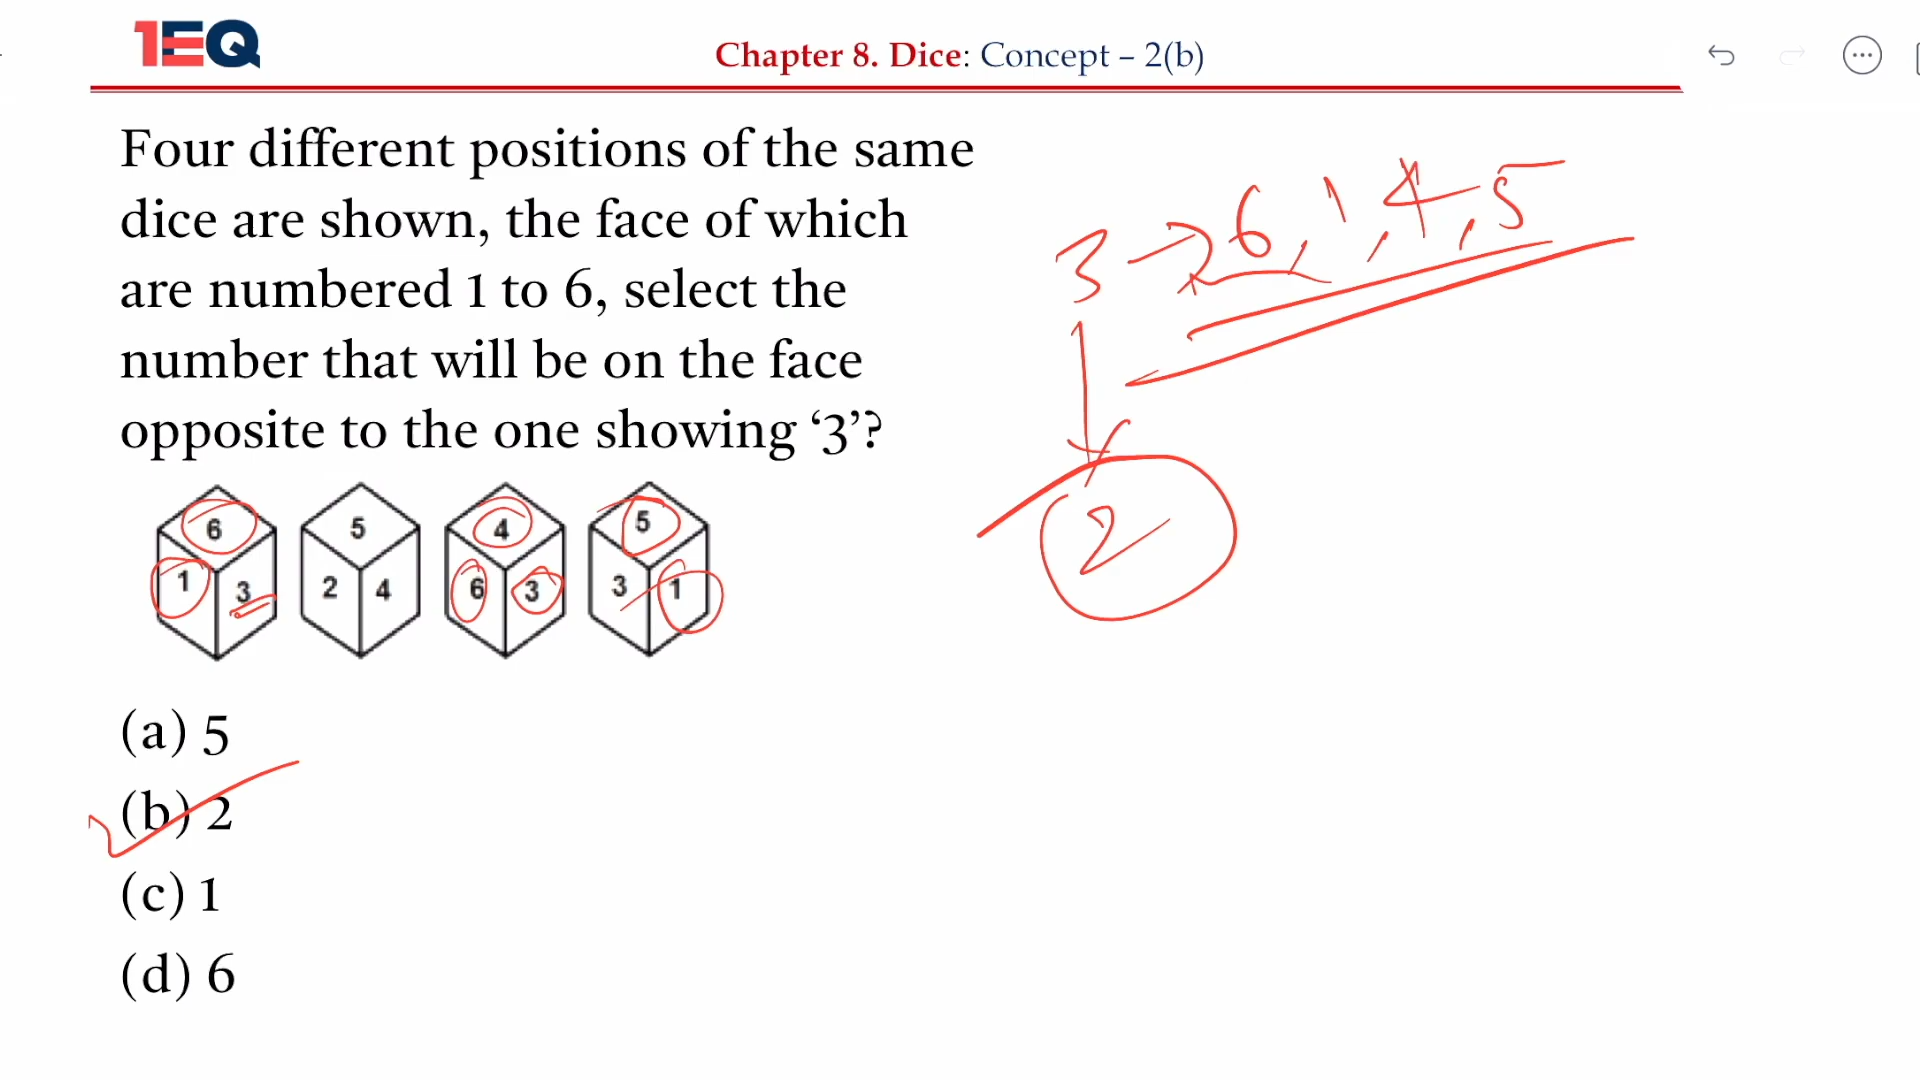 1EQ
Chapter 8. Dice: Concept – 2(b)
Four different positions of the same
dice are shown, the face of which
are numbered 1 to 6, select the
number that will be on the face
opposite to the one showing ‘3’?
6 5 4 5
1 3 2 4 6 3 3 1
(a) 5
(b) 2
(c) 1
(d) 6
3 → 6, 1, 4, 5
2